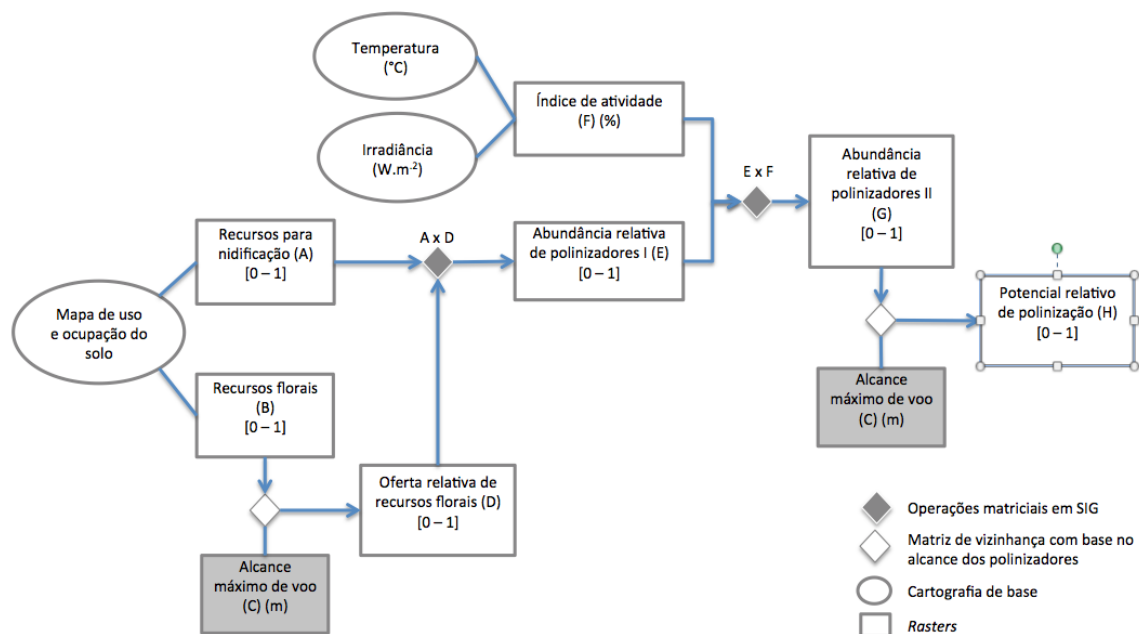 Temperatura
(°C)
Irradiância
(W.m-2)
Índice de atividade
(F) (%)
E x F
Abundância
relativa de
polinizadores II
(G)
[0 – 1]
Recursos para
nidificação (A)
[0 – 1]
A x D
Abundância relativa
de polinizadores I (E)
[0 – 1]
Mapa de uso
e ocupação do
solo
Potencial relativo
de polinização (H)
[0 – 1]
Recursos florais
(B)
[0 – 1]
Alcance
máximo de voo
(C) (m)
Oferta relativa de
recursos florais (D)
[0 – 1]
Alcance
máximo de voo
(C) (m)
Operações matriciais em SIG
Matriz de vizinhança com base no
alcance dos polinizadores
Cartografia de base
Rasters